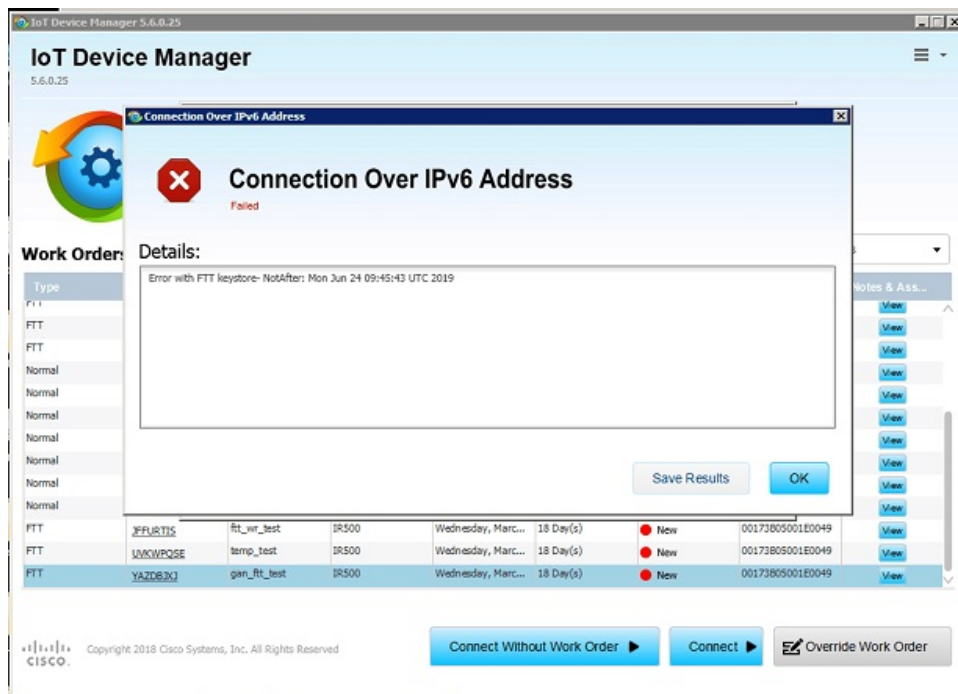 IoT Device Manager 5.6.0.25
IoT Device Manager
5.6.0.25
Connection Over IPv6 Address
Connection Over IPv6 Address
Failed
Details:
Error with FTT keystore- NotAfter: Mon Jun 24 09:45:43 UTC 2019
Save Results OK
Work Orders
Type Notes & Ass...
View
FTT View
FTT View
Normal View
Normal View
Normal View
Normal View
Normal View
Normal View
Normal View
FTT JFFURTIS ftt_wr_test IR500 Wednesday, Marc... 18 Day(s) New 00173B05001E0049 View
FTT UVKWPQSE temp_test IR500 Wednesday, Marc... 18 Day(s) New 00173B05001E0049 View
FTT YAZDBJXJ gan_ftt_test IR500 Wednesday, Marc... 18 Day(s) New 00173B05001E0049 View
CISCO. Copyright 2018 Cisco Systems, Inc. All Rights Reserved
Connect Without Work Order Connect Override Work Order